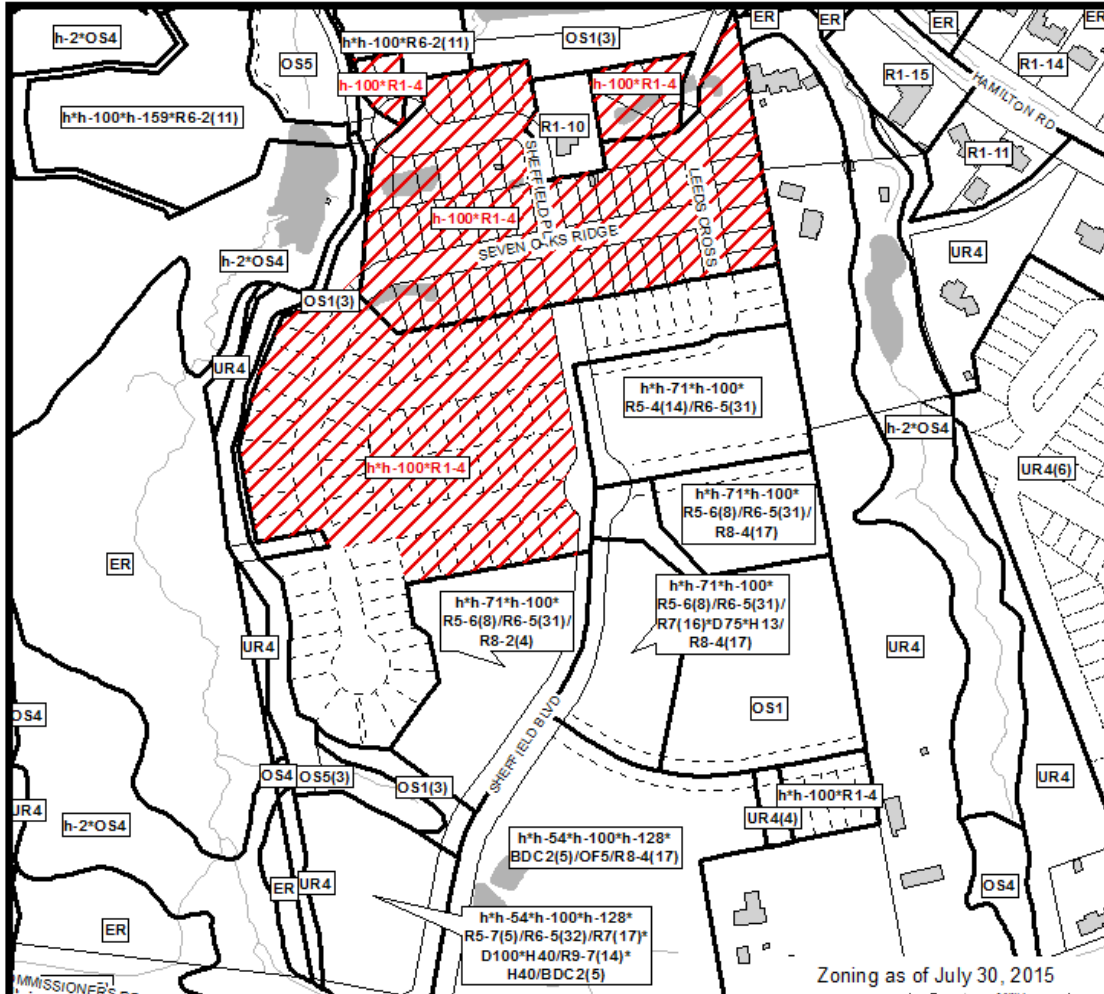 h-2*OS4
OS5
h*h-100*R6-2(11)
OS1(3)
ER
ER
ER
ER
h-100*R1-4
h-100*R1-4
R1-15
R1-14
HAMILTON RD
h*h-100*h-159*R6-2(11)
R1-10
R1-11
SHEFFIELD PL
LEEDS CROSS
h-100*R1-4
SEVEN OAKS RIDGE
h-2*OS4
UR4
OS1(3)
UR4
h*h-71*h-100*
R5-4(14)/R6-5(31)
h-2*OS4
h*h-100*R1-4
UR4(6)
h*h-71*h-100*
R5-6(8)/R6-5(31)/
R8-4(17)
ER
h*h-71*h-100*
R5-6(8)/R6-5(31)/
R8-2(4)
h*h-71*h-100*
R5-6(8)/R6-5(31)/
R7(16)*D75*H13/
R8-4(17)
UR4
UR4
OS4
OS1
SHEFFIELD BLVD
OS4
OS5(3)
OS1(3)
UR4
h*h-100*R1-4
UR4
UR4(4)
h-2*OS4
h*h-54*h-100*h-128*
BDC2(5)/OF5/R8-4(17)
ER
UR4
OS4
ER
h*h-54*h-100*h-128*
R5-7(5)/R6-5(32)/R7(17)*
D100*H40/R9-7(14)*
H40/BDC2(5)
Zoning as of July 30, 2015